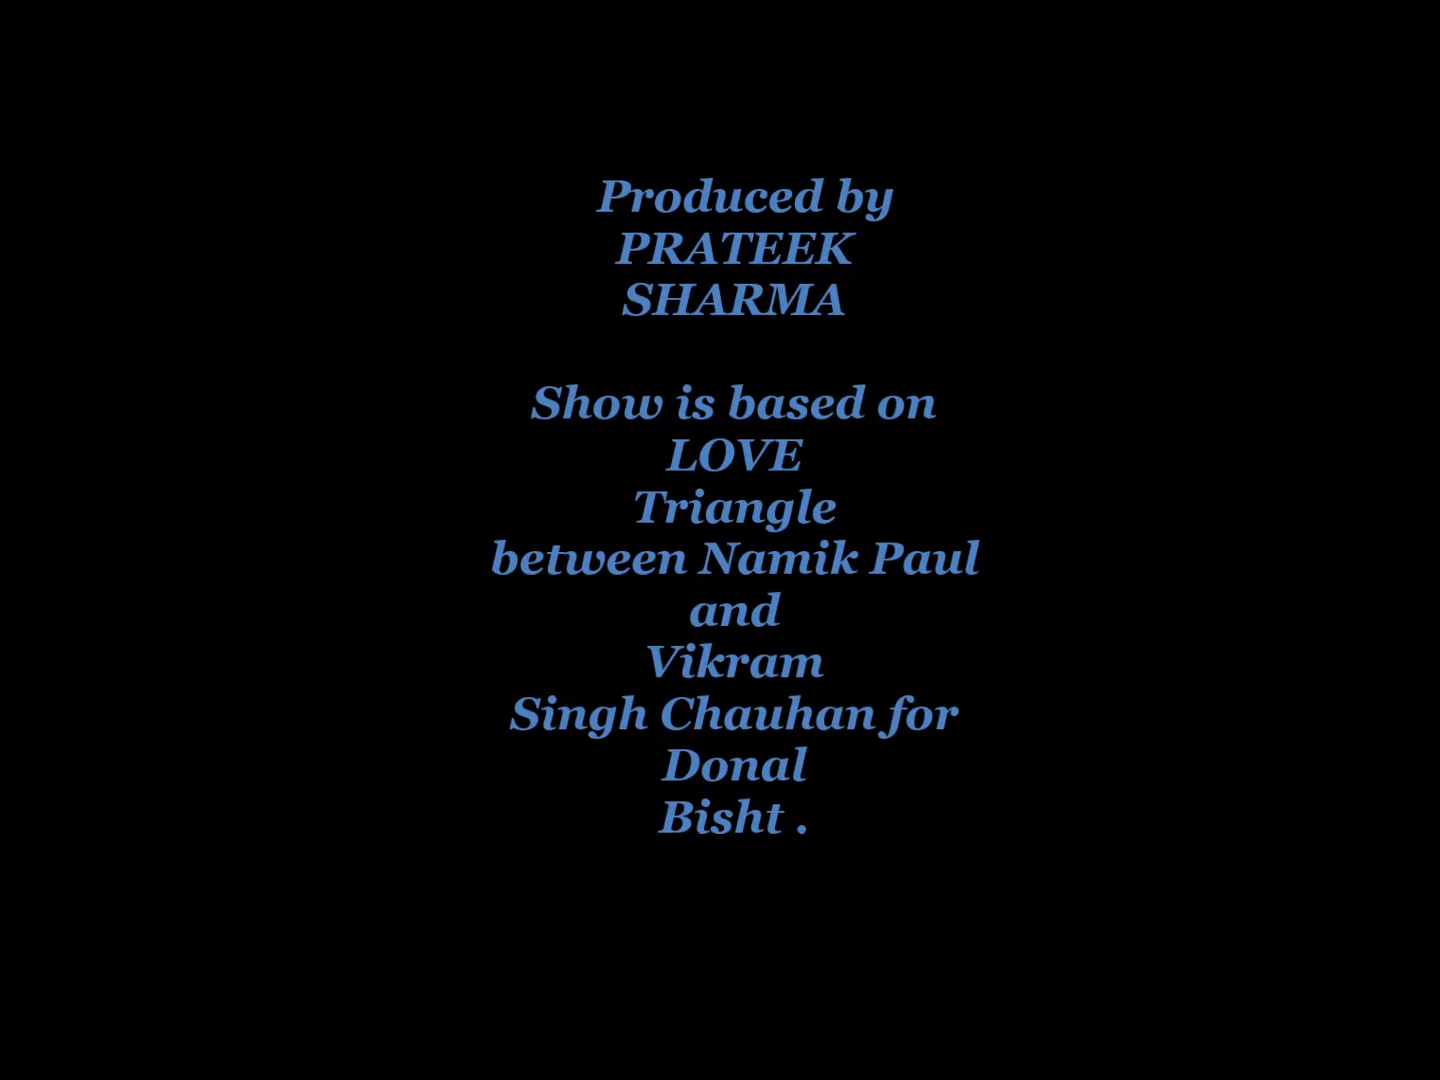 Produced by
PRATEEK
SHARMA
Show is based on
LOVE
Triangle
between Namik Paul
and
Vikram
Singh Chauhan for
Donal
Bisht .